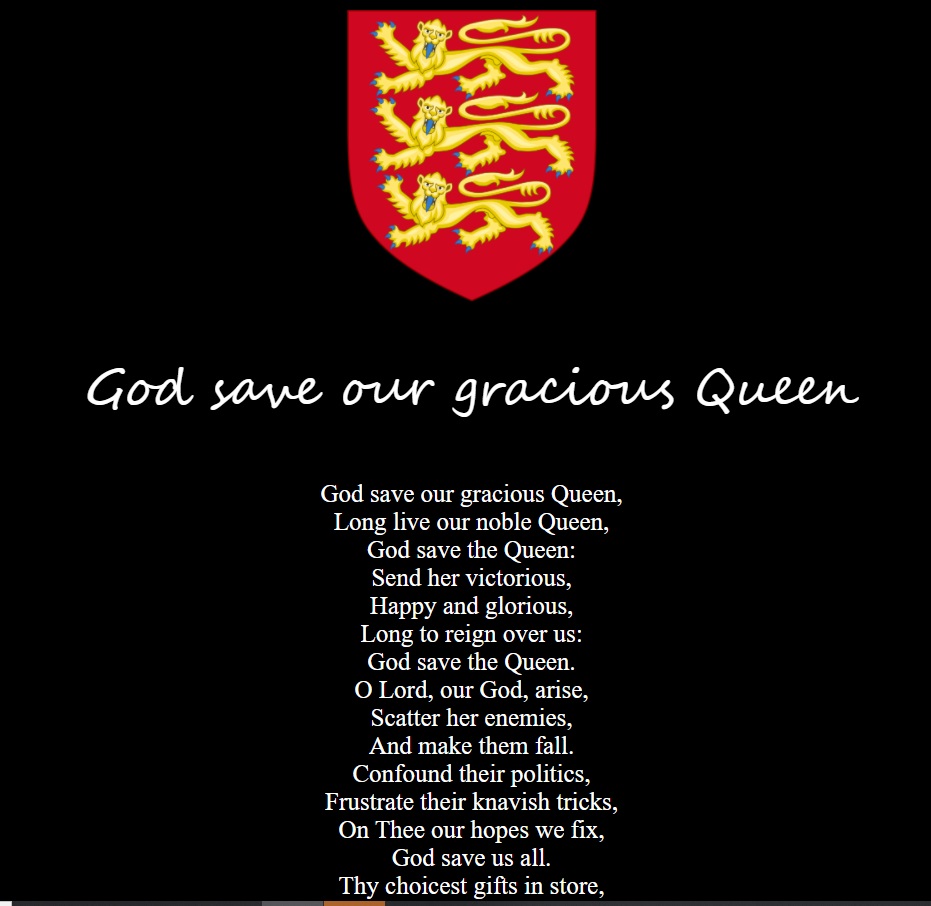 God save our gracious Queen
God save our gracious Queen,
Long live our noble Queen,
God save the Queen:
Send her victorious,
Happy and glorious,
Long to reign over us:
God save the Queen.
O Lord, our God, arise,
Scatter her enemies,
And make them fall.
Confound their politics,
Frustrate their knavish tricks,
On Thee our hopes we fix,
God save us all.
Thy choicest gifts in store,